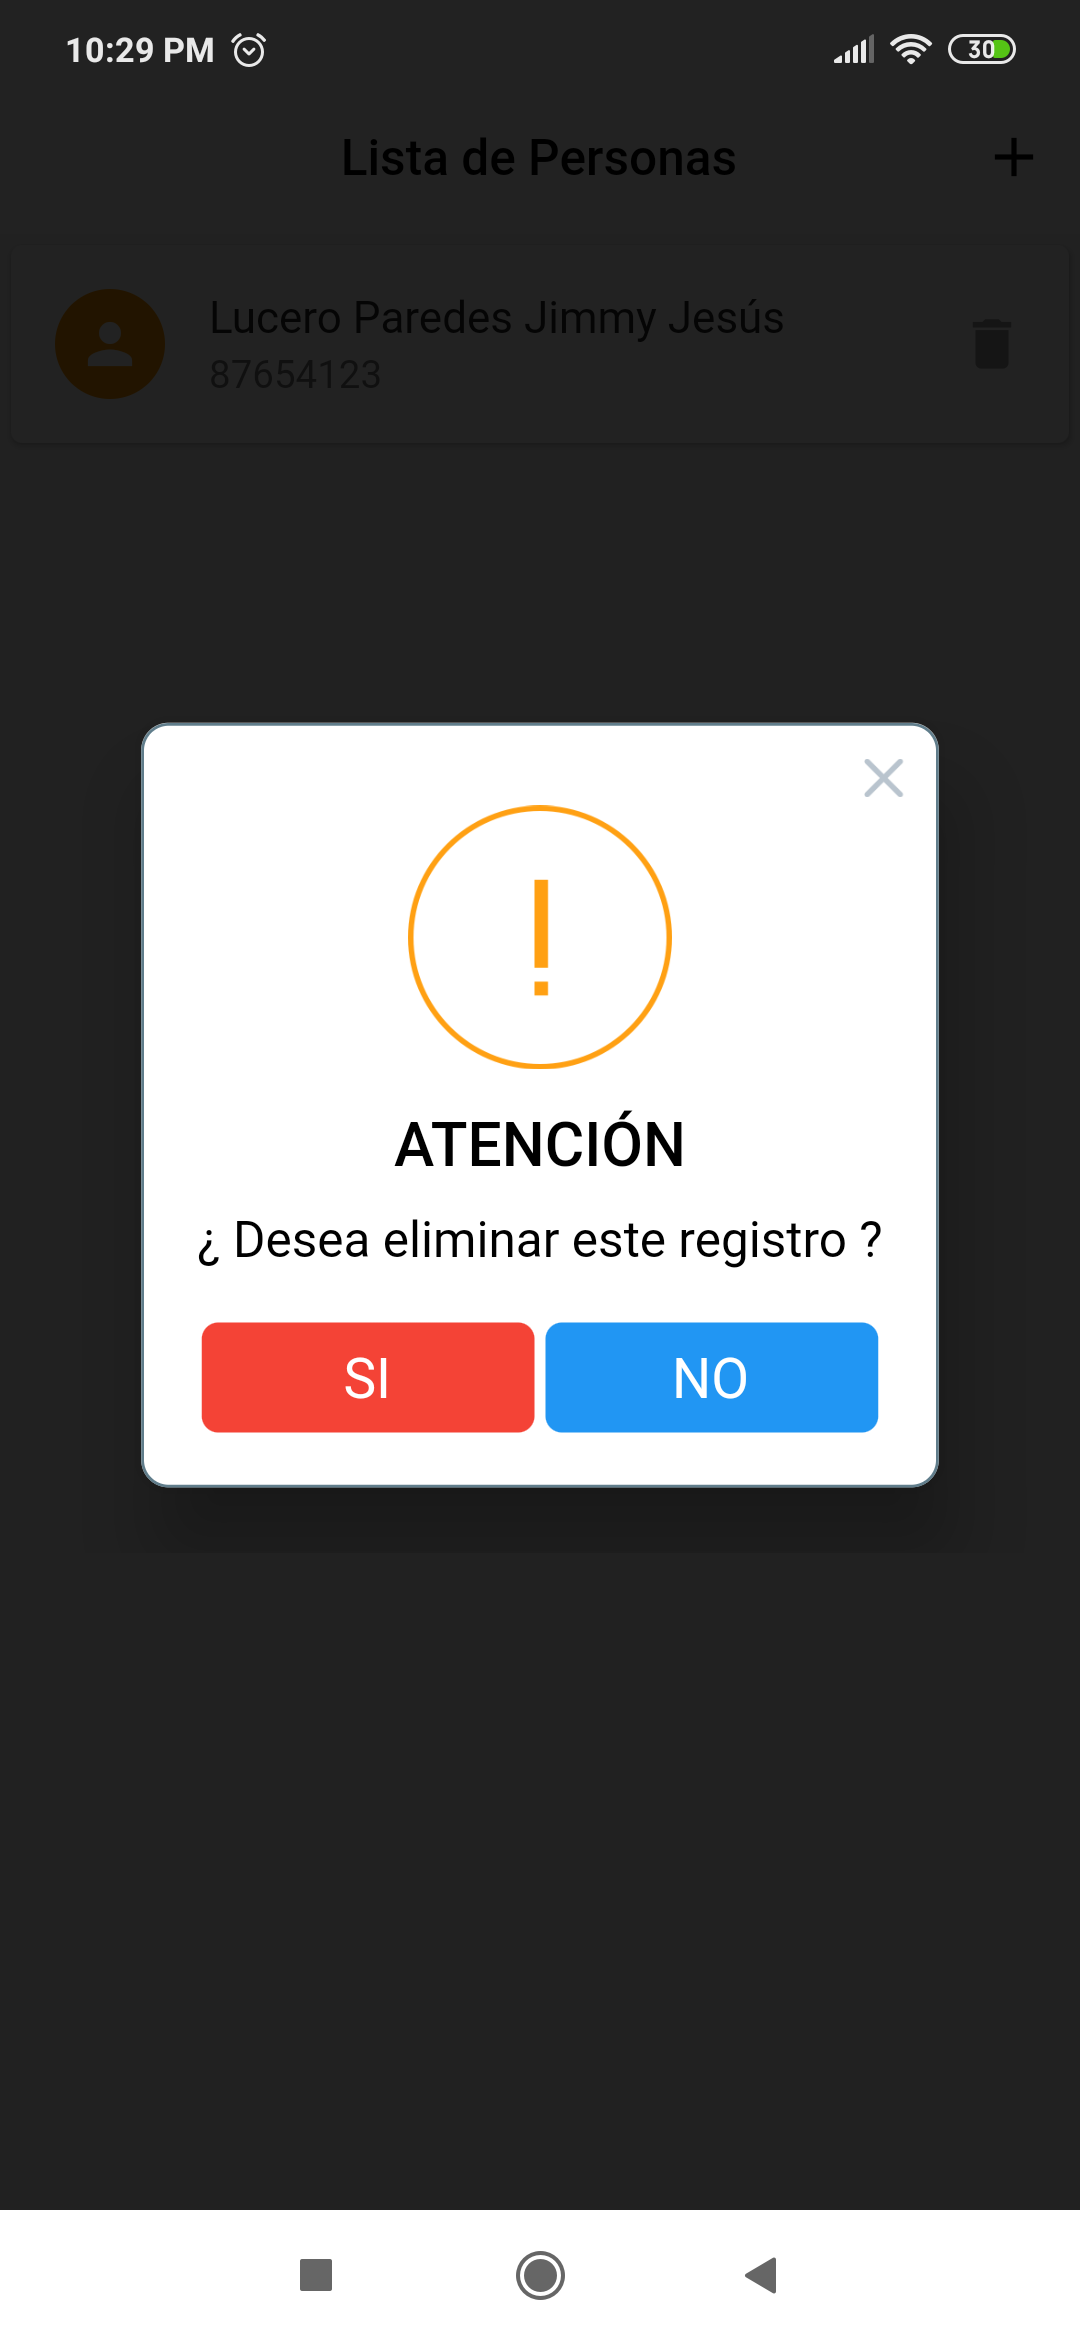 10:29 PM
30
Lista de Personas
Lucero Paredes Jimmy Jesús
87654123
!
ATENCIÓN
¿ Desea eliminar este registro ?
SI
NO